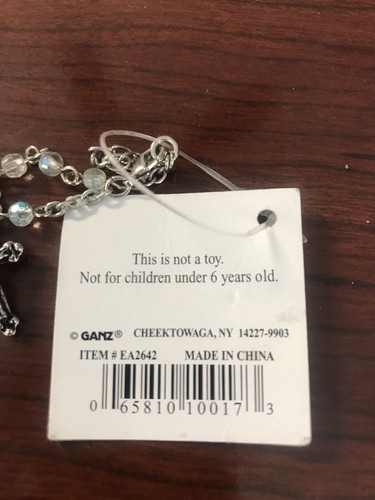 This is not a toy.
Not for children under 6 years old.
© GANZ® CHEEKTOWAGA, NY 14227-9903
ITEM # EA2642 MADE IN CHINA
0 65810 10017 3